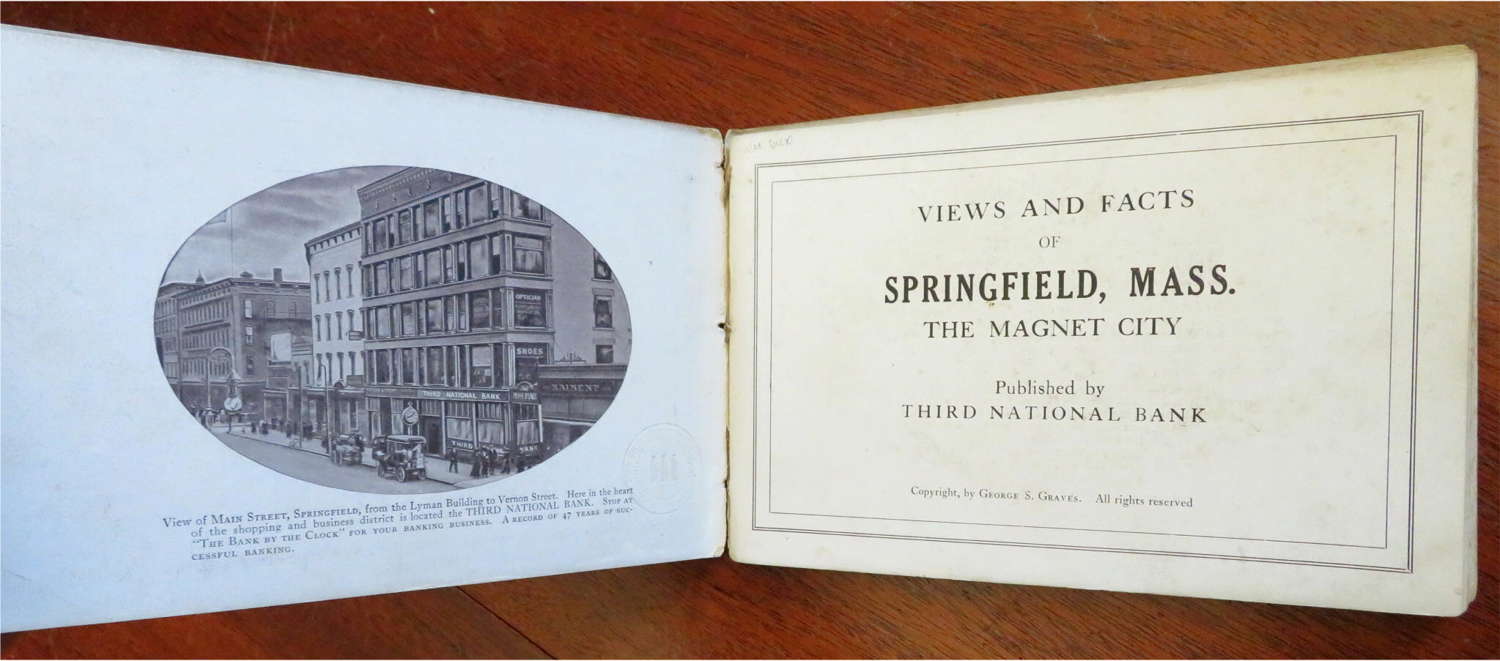 OPTICIAN
SHOES
THIRD NATIONAL BANK
THIRD
BANK
View of MAIN STREET, SPRINGFIELD, from the Lyman Building to Vernon Street. Here in the heart
of the shopping and business district is located the THIRD NATIONAL BANK. STOP AT
"THE BANK BY THE CLOCK" FOR YOUR BANKING BUSINESS. A RECORD OF 47 YEARS OF SUC-
CESSFUL BANKING.
VIEWS AND FACTS
OF
SPRINGFIELD, MASS.
THE MAGNET CITY
Published by
THIRD NATIONAL BANK
Copyright, by GEORGE S. GRAVES. All rights reserved